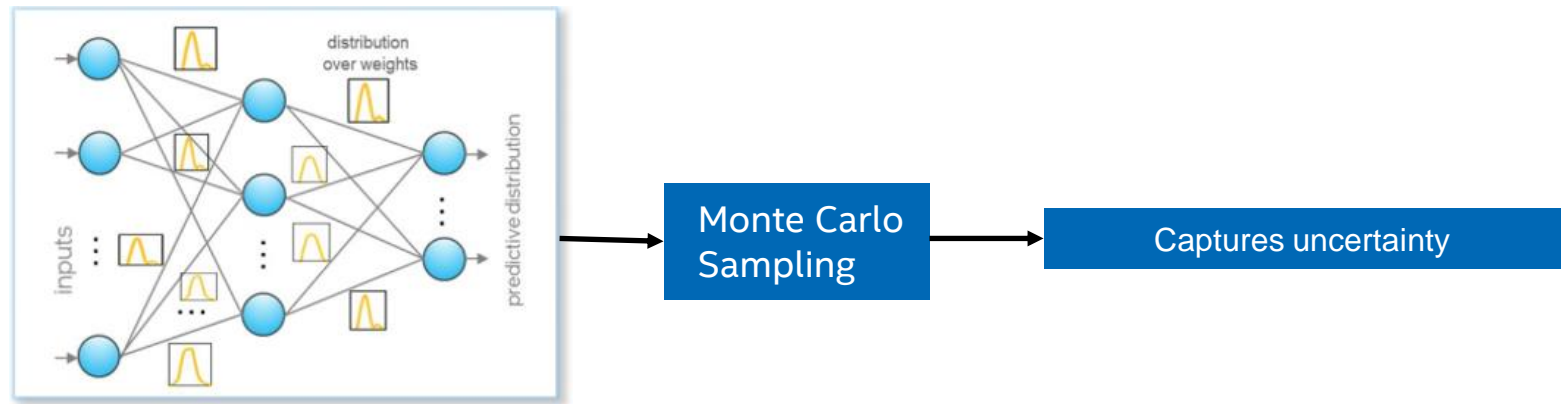 distribution
over weights
inputs
predictive distribution
Monte Carlo
Sampling
Captures uncertainty